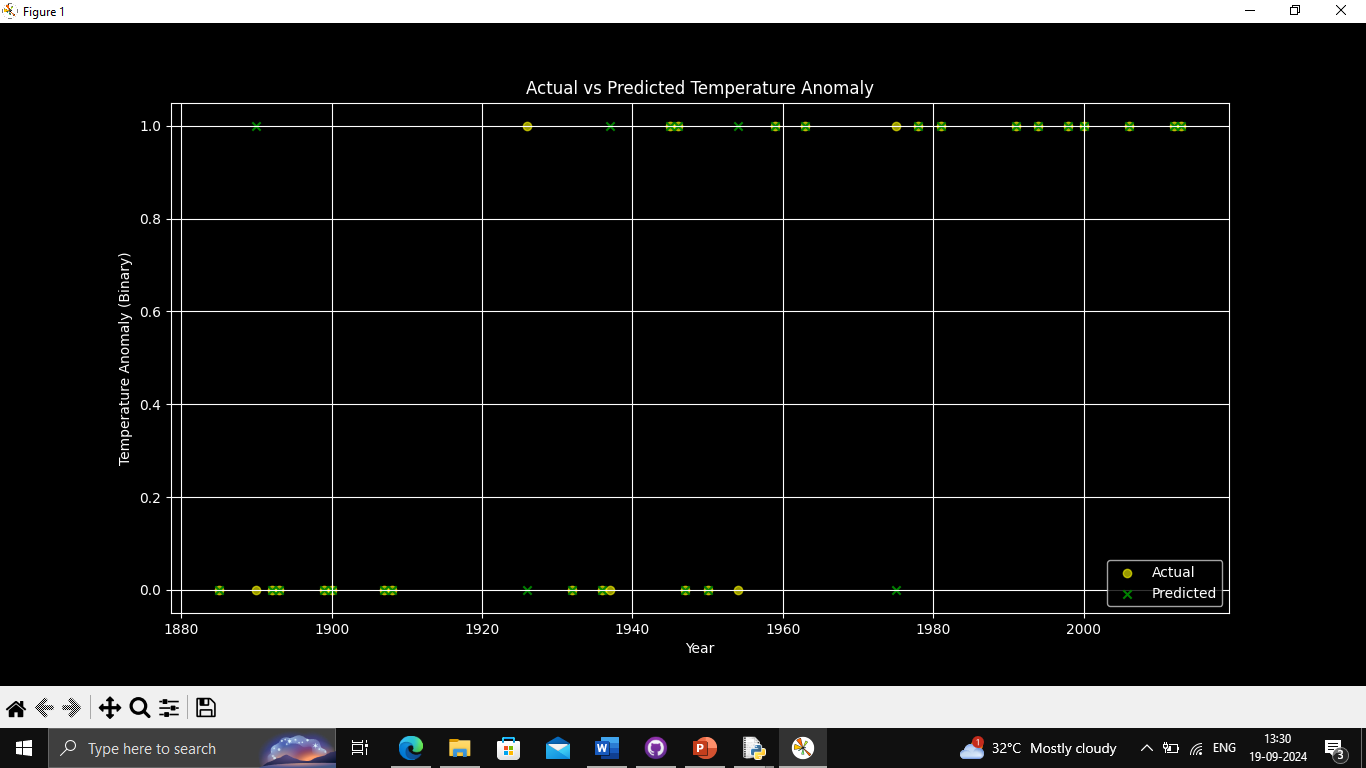 Figure 1
Actual vs Predicted Temperature Anomaly
1.0
0.8
0.6
0.4
0.2
0.0
Temperature Anomaly (Binary)
Actual
Predicted
1880 1900 1920 1940 1960 1980 2000
Year
Type here to search
1
32°C Mostly cloudy
ENG
13:30
19-09-2024
3